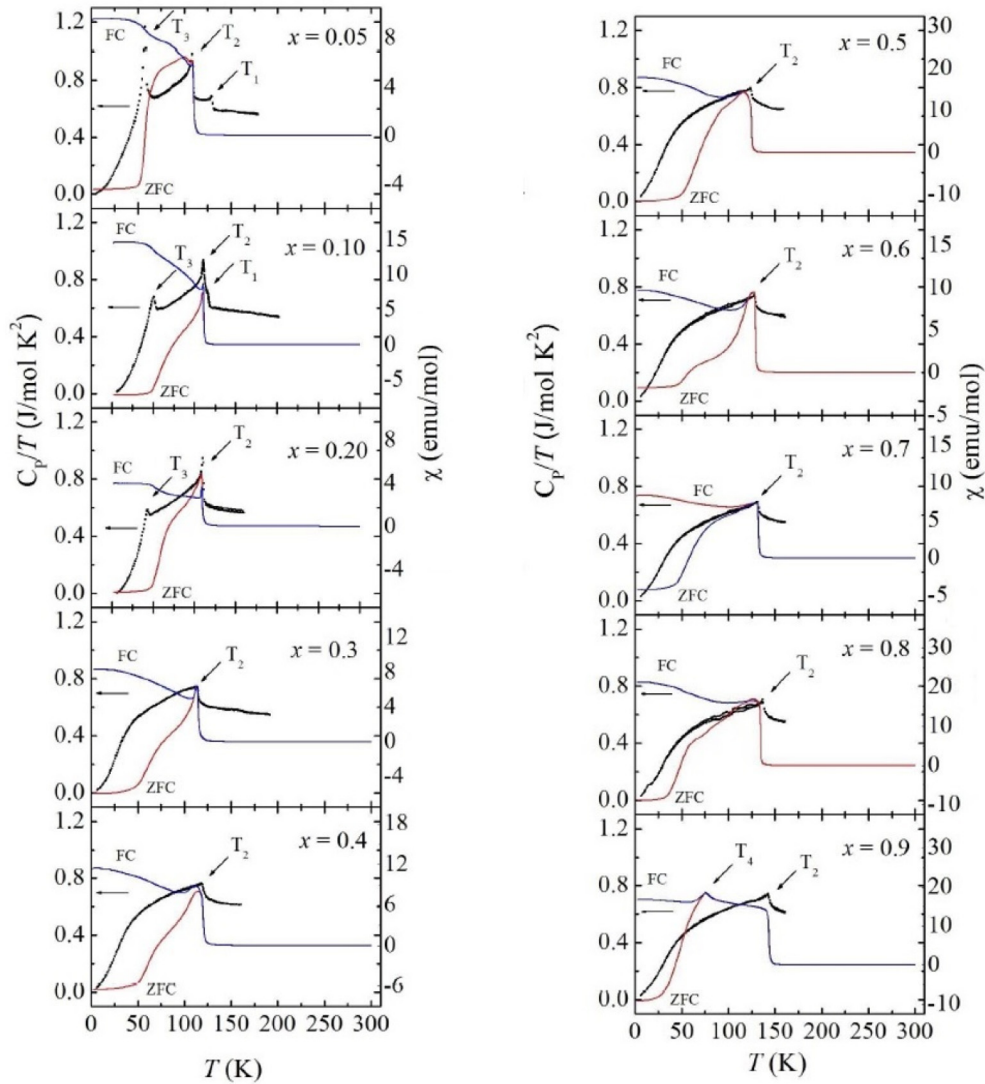 1.2 FC T₃ T₂ x = 0.05 8
0.8 T₁ 4
0.4 0
0.0 ZFC -4
1.2 FC T₂ x = 0.10 15
0.8 T₃ T₁ 10
5
0.4 0
0.0 ZFC -5
1.2 T₂ x = 0.20 8
0.8 FC T₃ 4
0.4 0
-4
0.0 ZFC
1.2 FC T₂ x = 0.3 12
0.8 8
4
0.4 0
0.0 ZFC -4
1.2 FC T₂ x = 0.4 18
0.8 12
6
0.4 0
0.0 ZFC -6
0 50 100 150 200 250 300
T (K)
Cₚ/T (J/mol K²)
χ (emu/mol)
1.2 FC T₂ x = 0.5 30
0.8 20
10
0.4 0
0.0 ZFC -10
1.2 T₂ x = 0.6 15
0.8 FC 10
5
0.4 0
0.0 ZFC -5
1.2 T₂ x = 0.7 15
0.8 FC 10
5
0.4 0
0.0 ZFC -5
1.2 T₂ x = 0.8 30
0.8 FC 20
10
0.4 0
0.0 ZFC -10
1.2 T₄ T₂ x = 0.9 30
0.8 FC 20
10
0.4 0
0.0 ZFC -10
0 50 100 150 200 250 300
T (K)
Cₚ/T (J/mol K²)
χ (emu/mol)